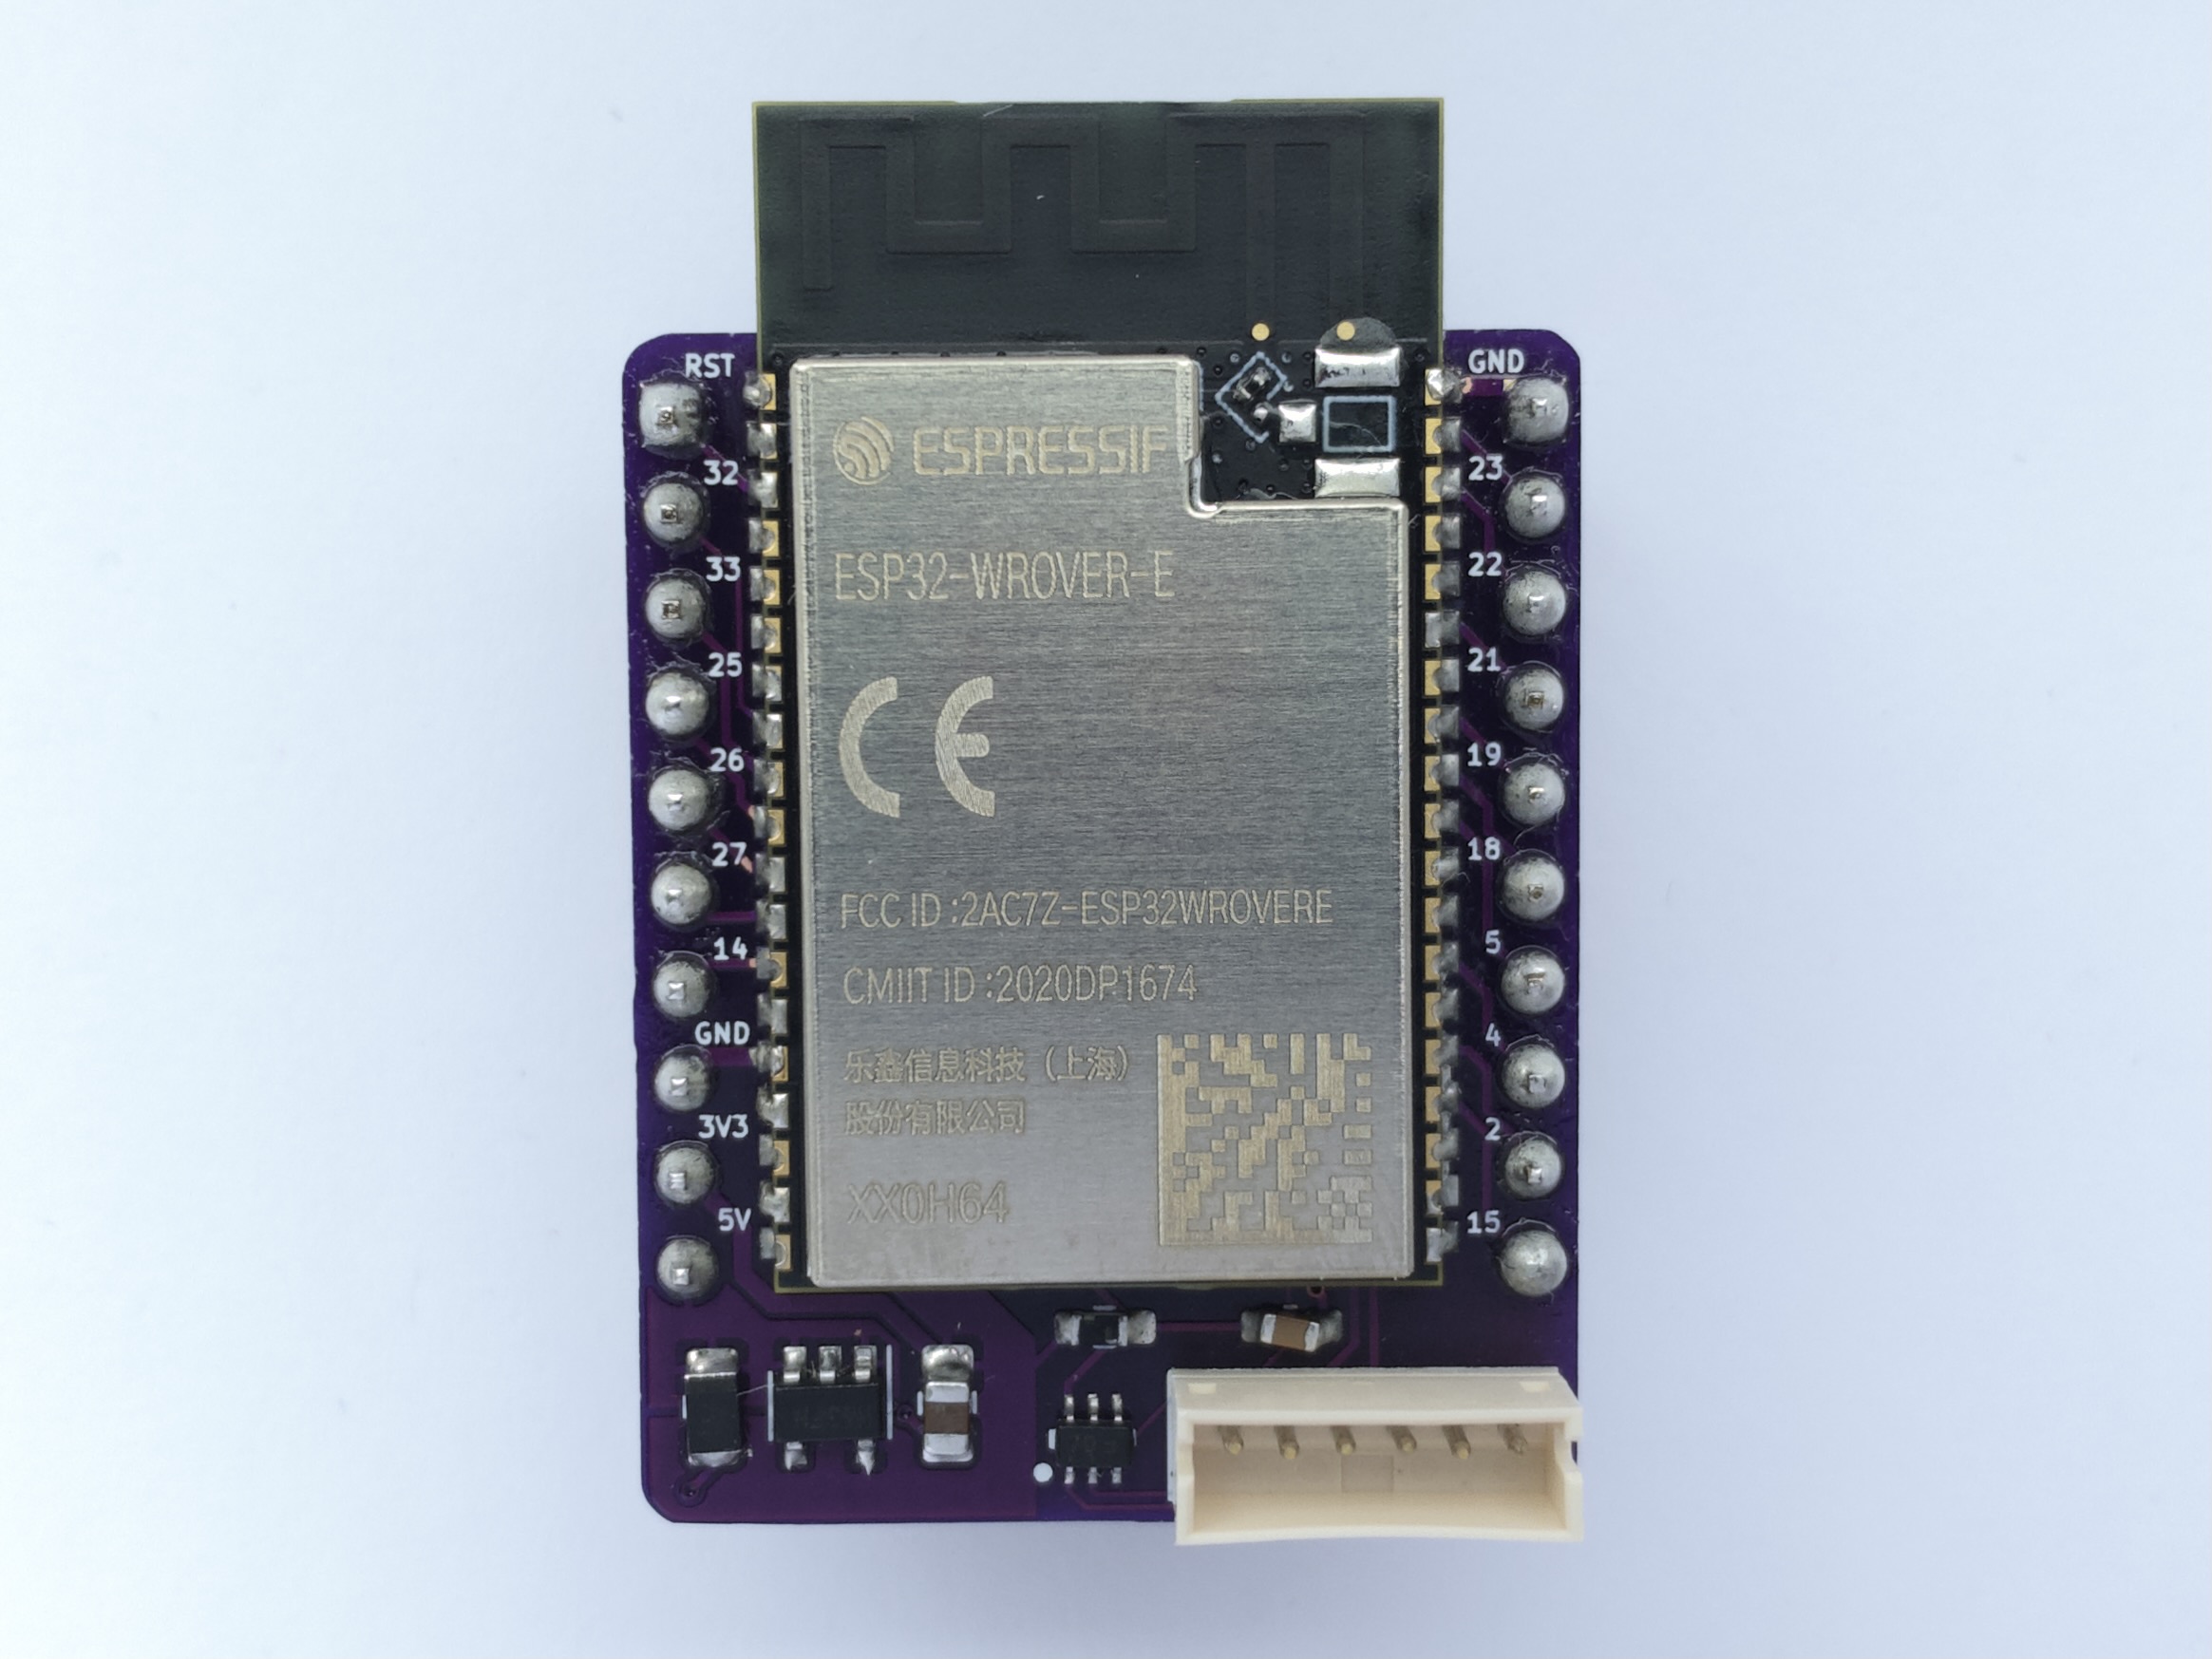 RST
GND
32
23
33
22
25
21
26
19
27
18
14
5
GND
4
3V3
2
5V
15
ESPRESSIF
ESP32-WROVER-E
CE
FCC ID :2AC7Z-ESP32WROVERE
CMIIT ID :2020DP1674
乐鑫信息科技（上海）
股份有限公司
XX0H64